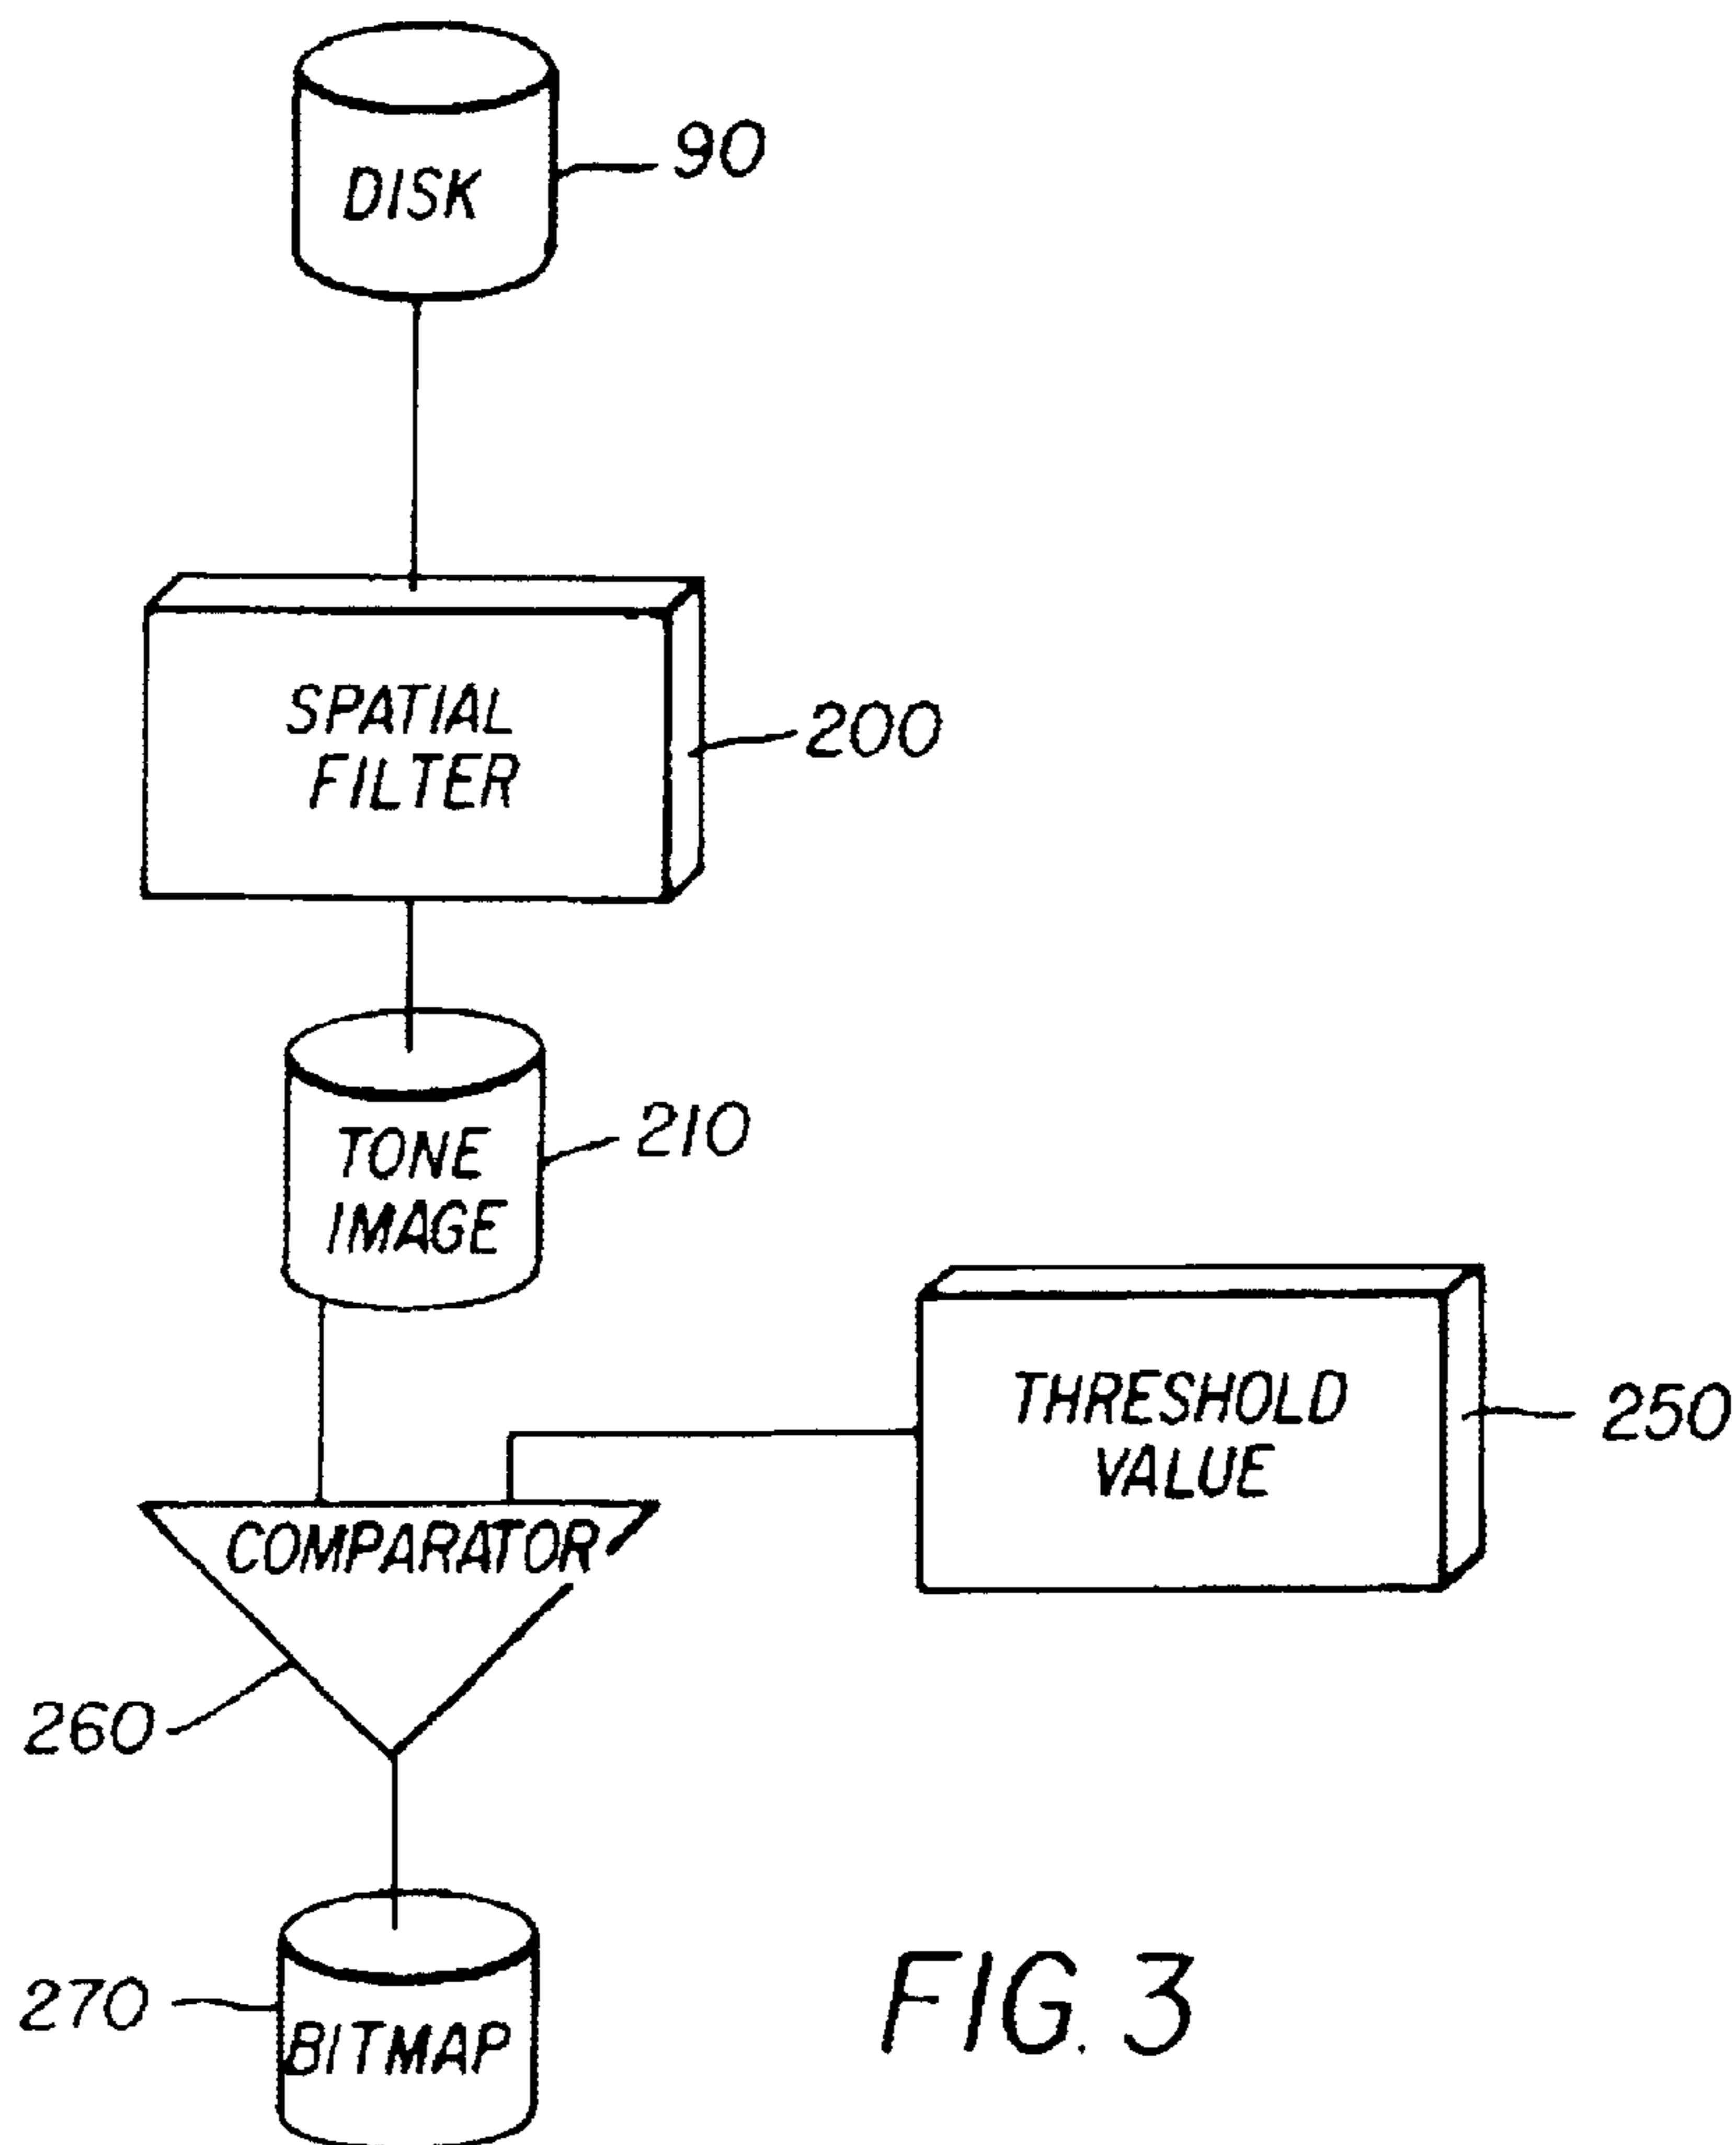 DISK
90
SPATIAL
FILTER
200
TONE
IMAGE
210
THRESHOLD
VALUE
250
COMPARATOR
260
270
BITMAP
FIG. 3